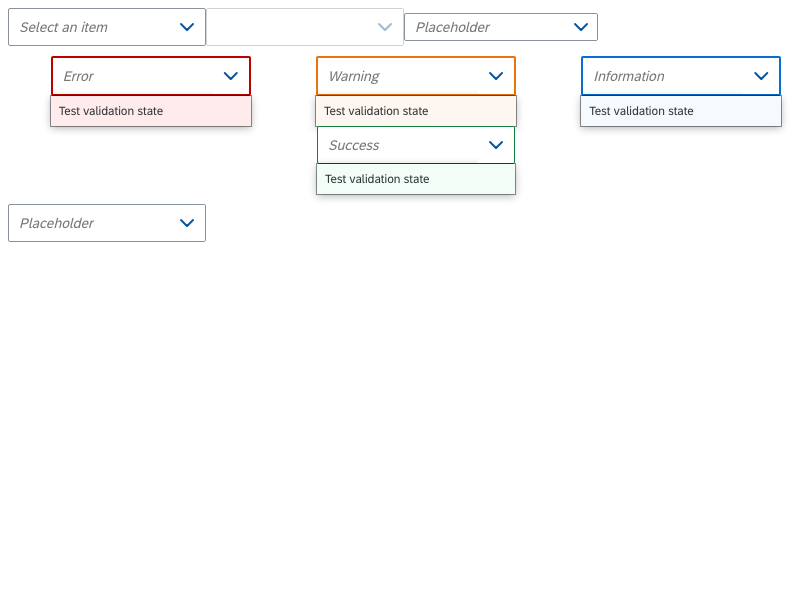 Select an item
Placeholder
Error
Warning
Information
Test validation state
Test validation state
Test validation state
Success
Test validation state
Placeholder